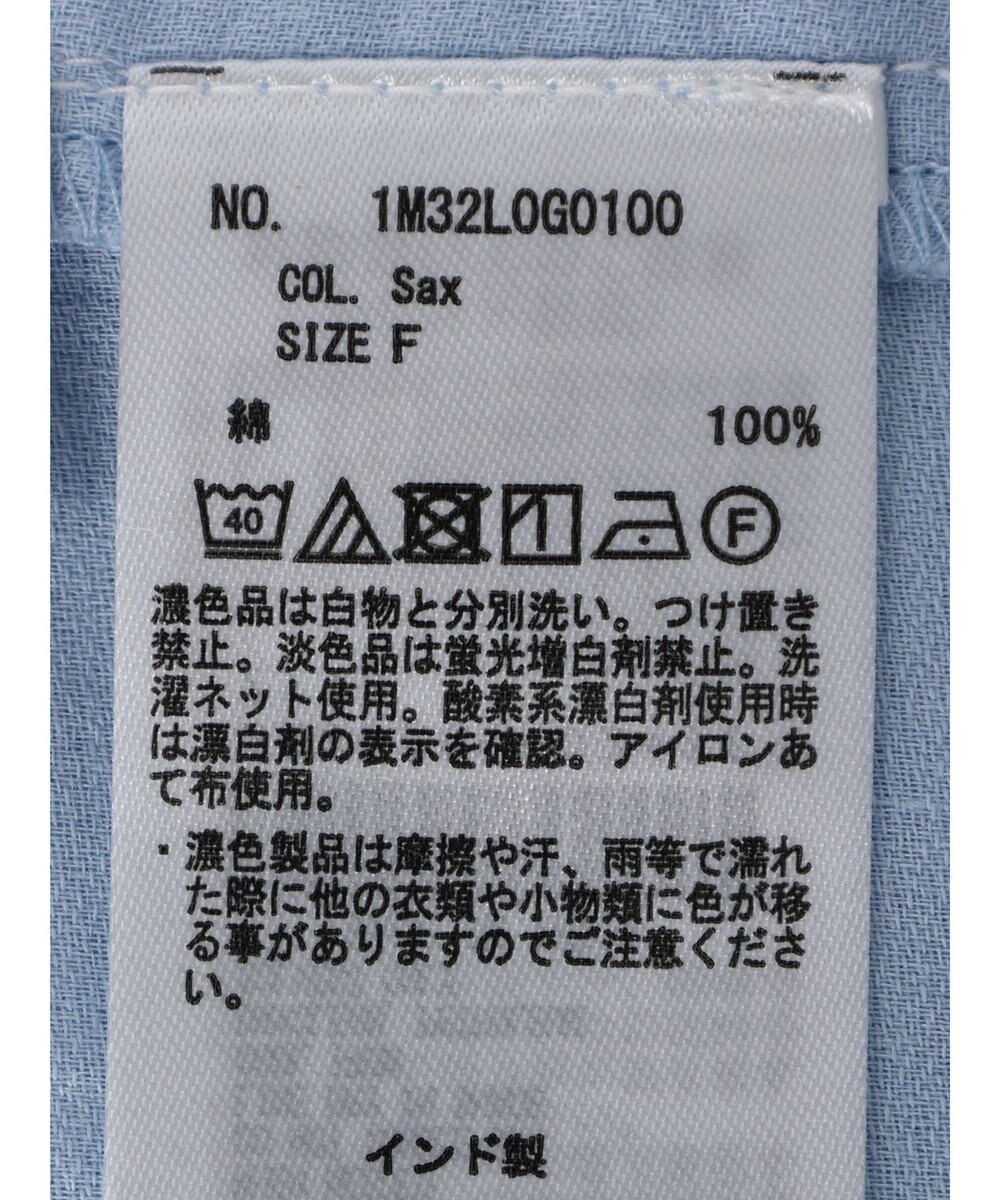 NO. 1M32L0G0100
COL. Sax
SIZE F
綿 100%
40 F
濃色品は白物と分別洗い。つけ置き
禁止。淡色品は蛍光増白剤禁止。洗
濯ネット使用。酸素系漂白剤使用時
は漂白剤の表示を確認。アイロンあ
て布使用。
・濃色製品は摩擦や汗、雨等で濡れ
た際に他の衣類や小物類に色が移
る事がありますのでご注意くださ
い。
インド製